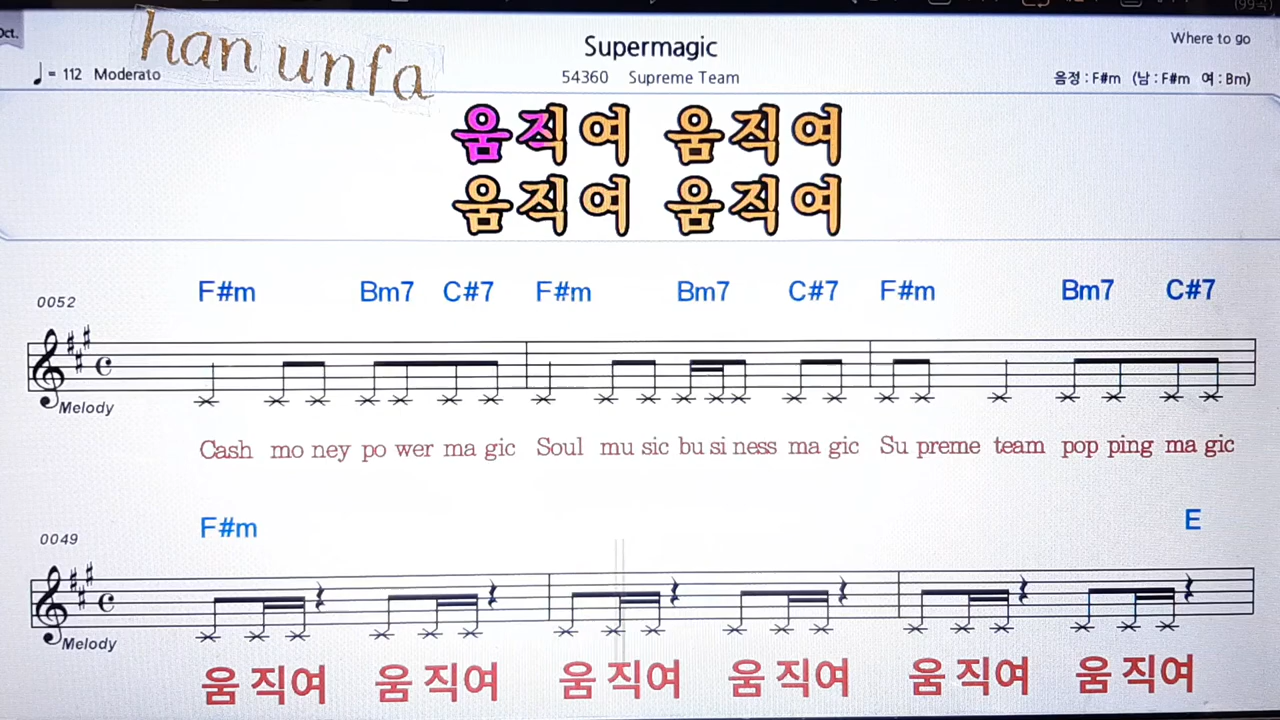 (99곡)
Oct.
han unfa
Supermagic
Where to go
♩= 112 Moderato
54360 Supreme Team
음정 : F#m (남 : F#m 여 : Bm)
움직여 움직여
움직여 움직여
F#m Bm7 C#7 F#m Bm7 C#7 F#m Bm7 C#7
0052
Melody
Cash mo ney po wer ma gic Soul mu sic bu si ness ma gic Su preme team pop ping ma gic
F#m E
0049
Melody
움 직여 움 직여 움 직여 움 직여 움 직여 움 직여